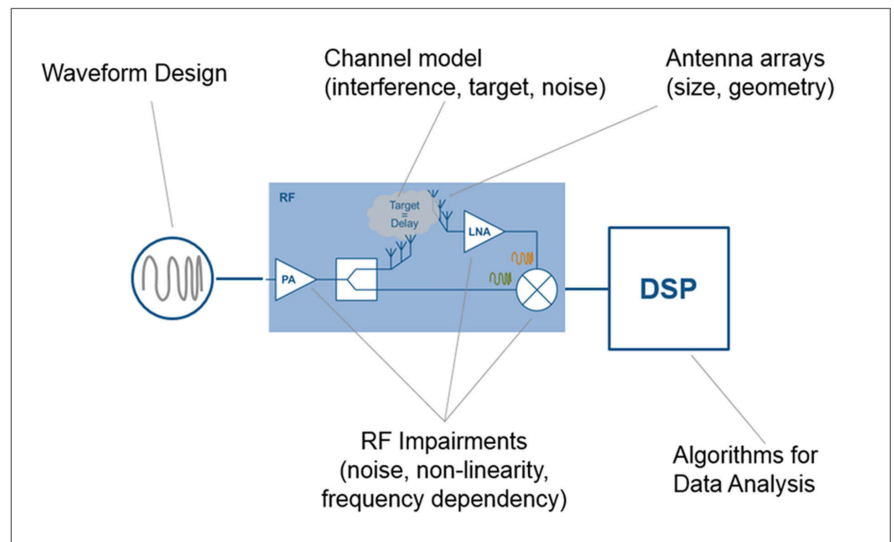 Waveform Design
Channel model
(interference, target, noise)
Antenna arrays
(size, geometry)
RF
Target
=
Delay
LNA
PA
DSP
RF Impairments
(noise, non-linearity,
frequency dependency)
Algorithms for
Data Analysis